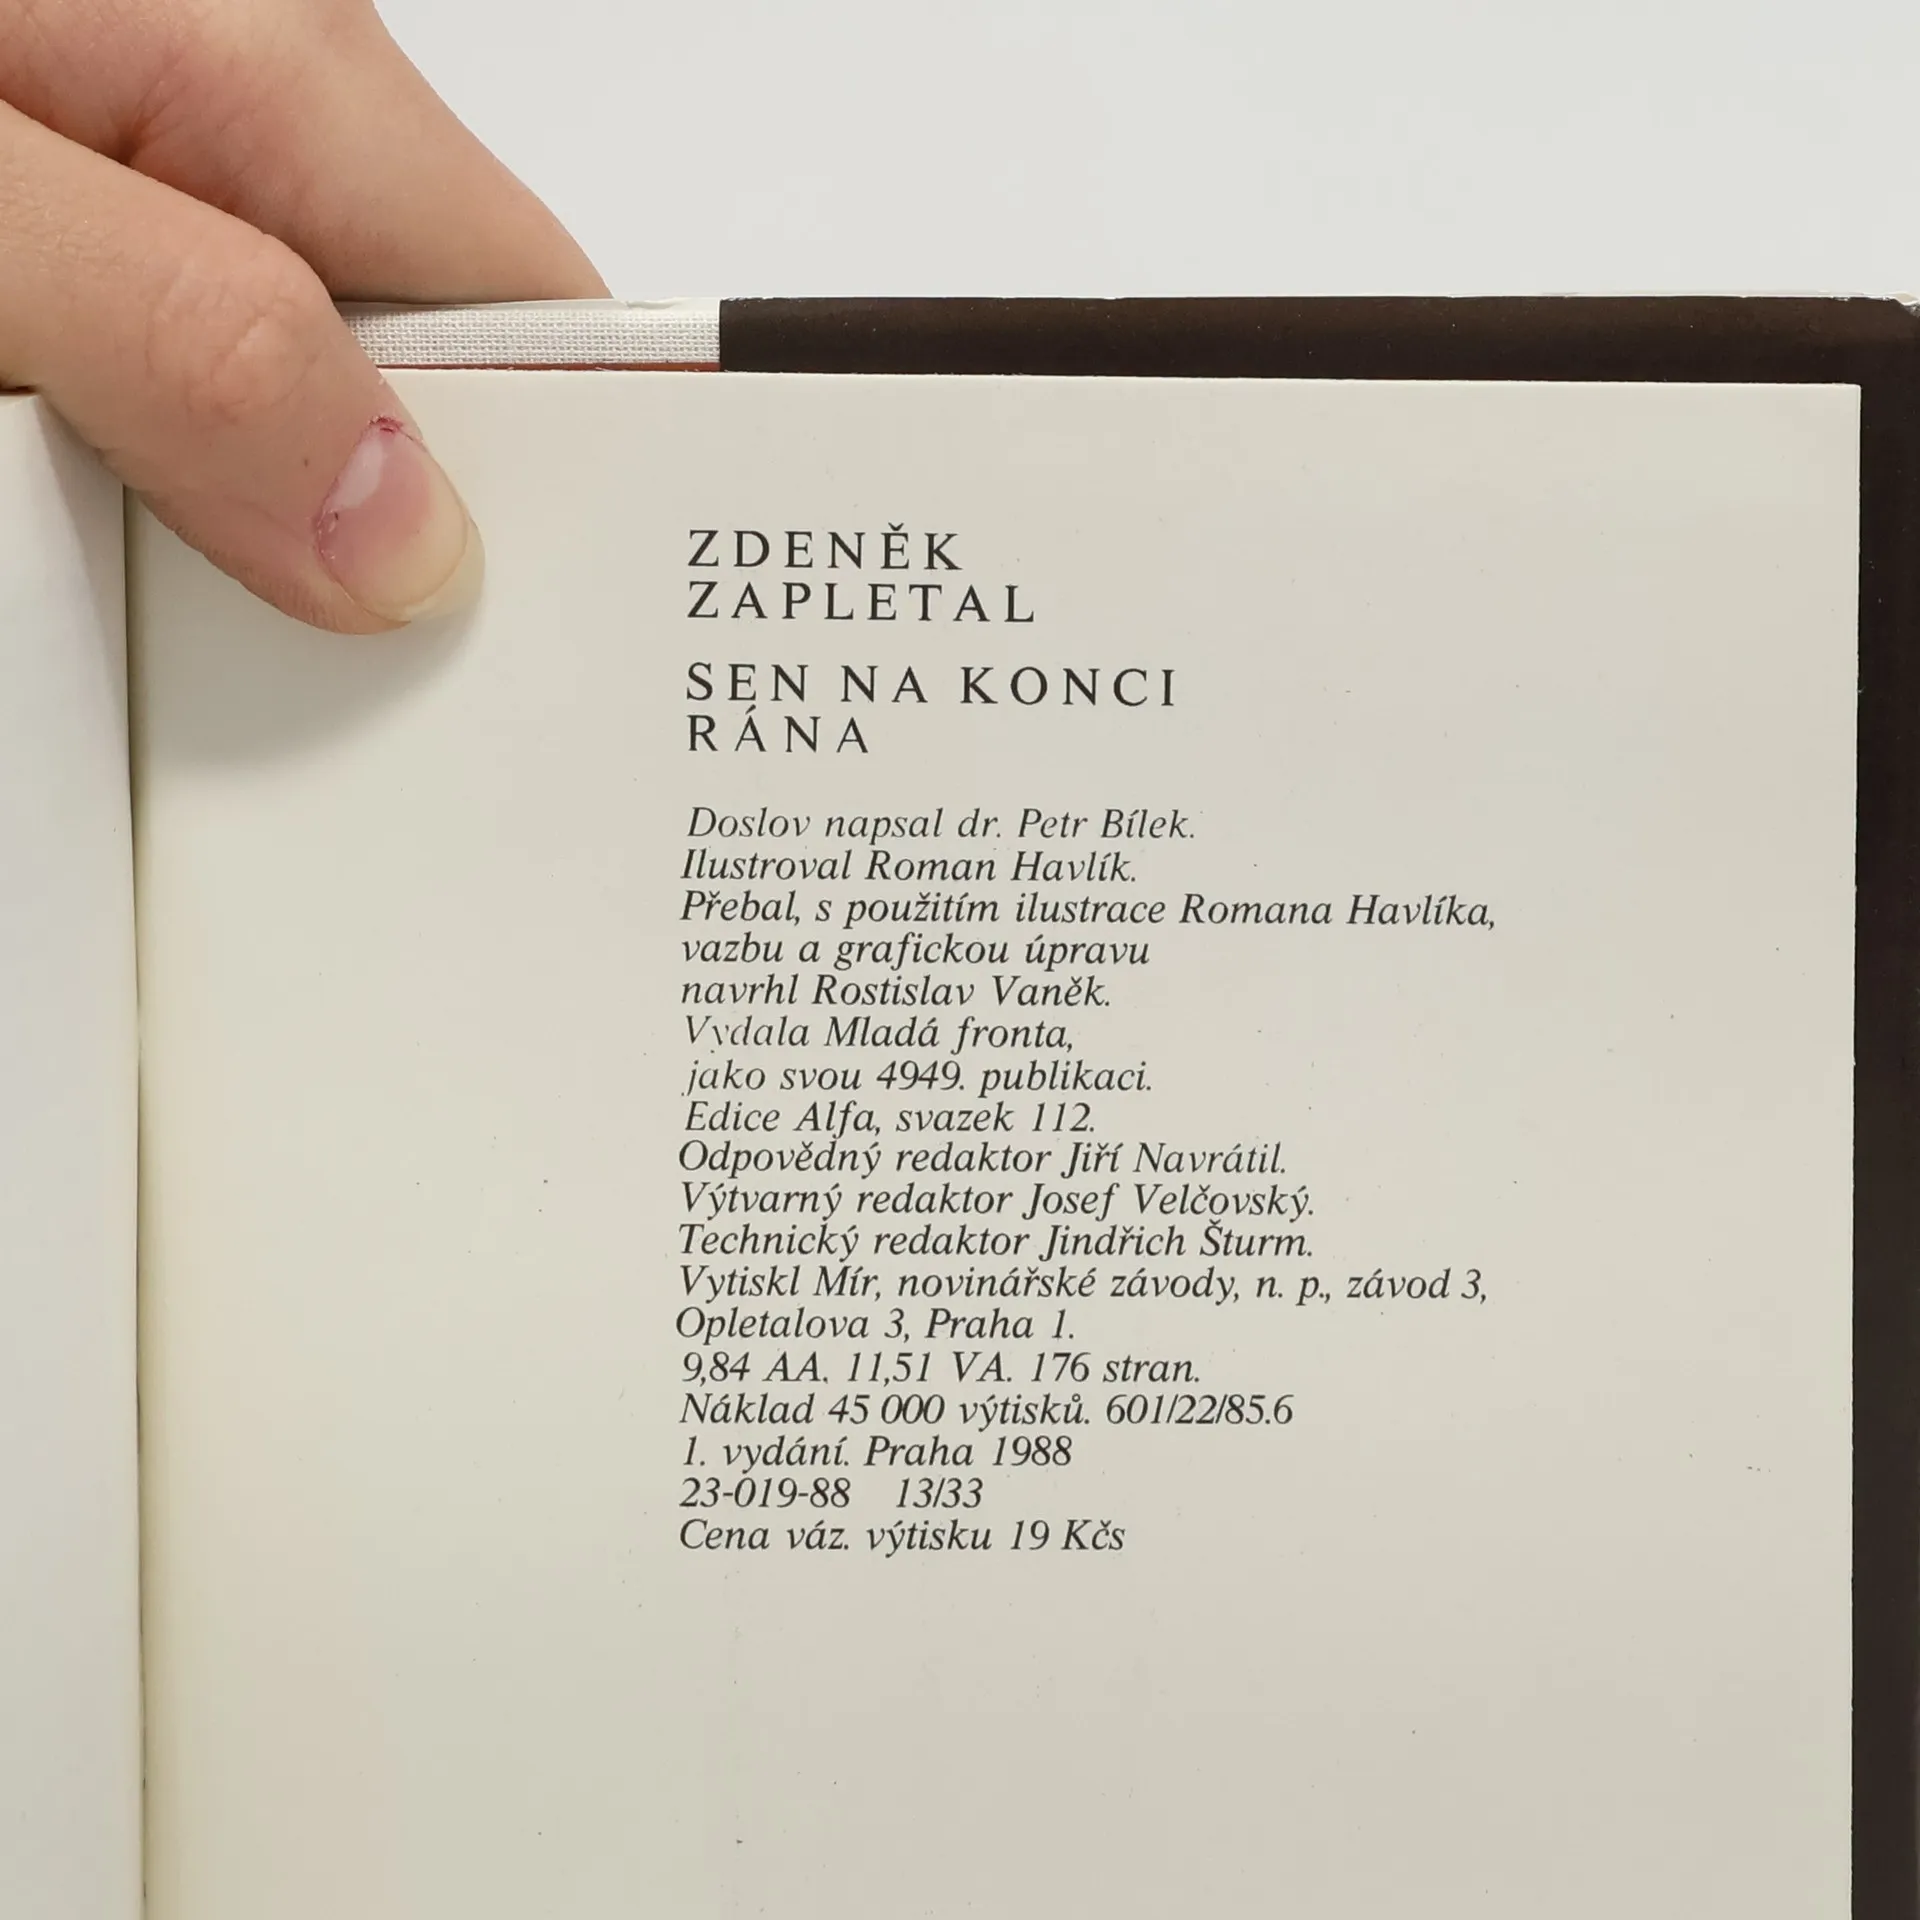 ZDENĚK
ZAPLETAL
SEN NA KONCI
RÁNA
Doslov napsal dr. Petr Bílek.
Ilustroval Roman Havlík.
Přebal, s použitím ilustrace Romana Havlíka,
vazbu a grafickou úpravu
navrhl Rostislav Vaněk.
Vydala Mladá fronta,
jako svou 4949. publikaci.
Edice Alfa, svazek 112.
Odpovědný redaktor Jiří Navrátil.
Výtvarný redaktor Josef Velčovský.
Technický redaktor Jindřich Šturm.
Vytiskl Mír, novinářské závody, n. p., závod 3,
Opletalova 3, Praha 1.
9,84 AA. 11,51 VA. 176 stran.
Náklad 45 000 výtisků. 601/22/85.6
1. vydání. Praha 1988
23-019-88 13/33
Cena váz. výtisku 19 Kčs